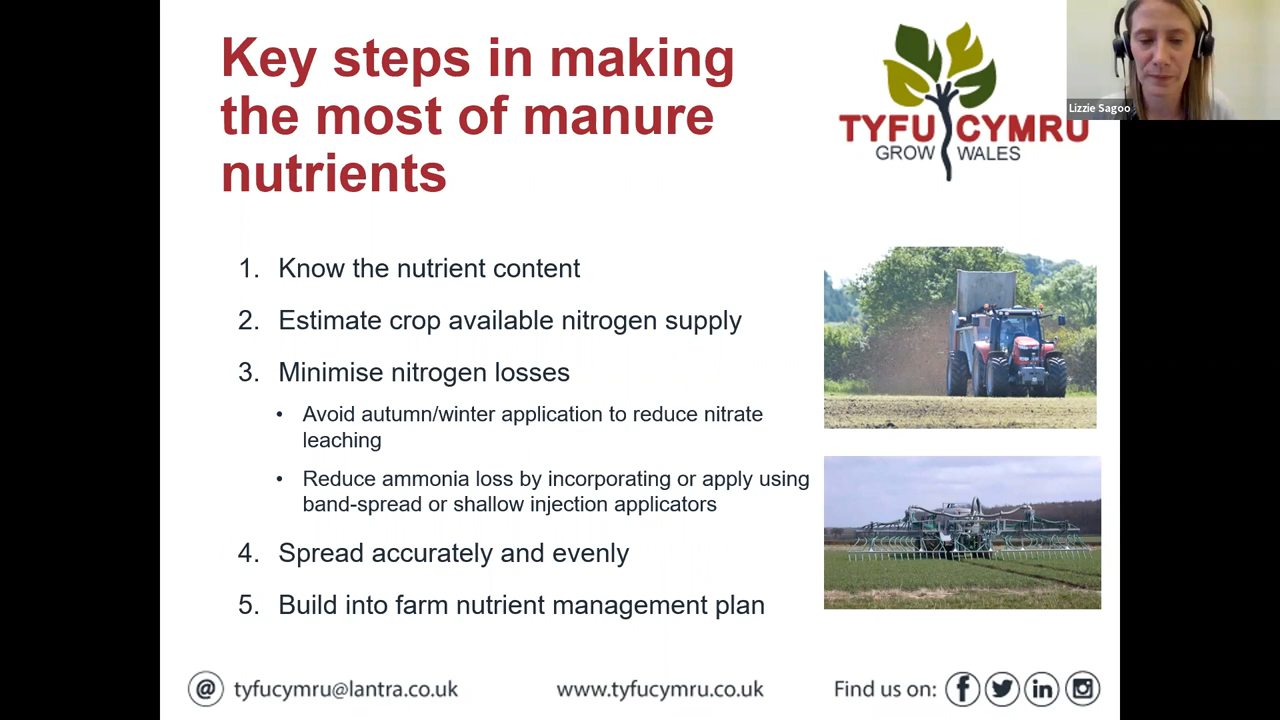 Key steps in making
the most of manure
nutrients
TYFU CYMRU
GROW WALES
Lizzie Sagoo
1. Know the nutrient content
2. Estimate crop available nitrogen supply
3. Minimise nitrogen losses
• Avoid autumn/winter application to reduce nitrate
leaching
• Reduce ammonia loss by incorporating or apply using
band-spread or shallow injection applicators
4. Spread accurately and evenly
5. Build into farm nutrient management plan
@ tyfucymru@lantra.co.uk
www.tyfucymru.co.uk
Find us on: